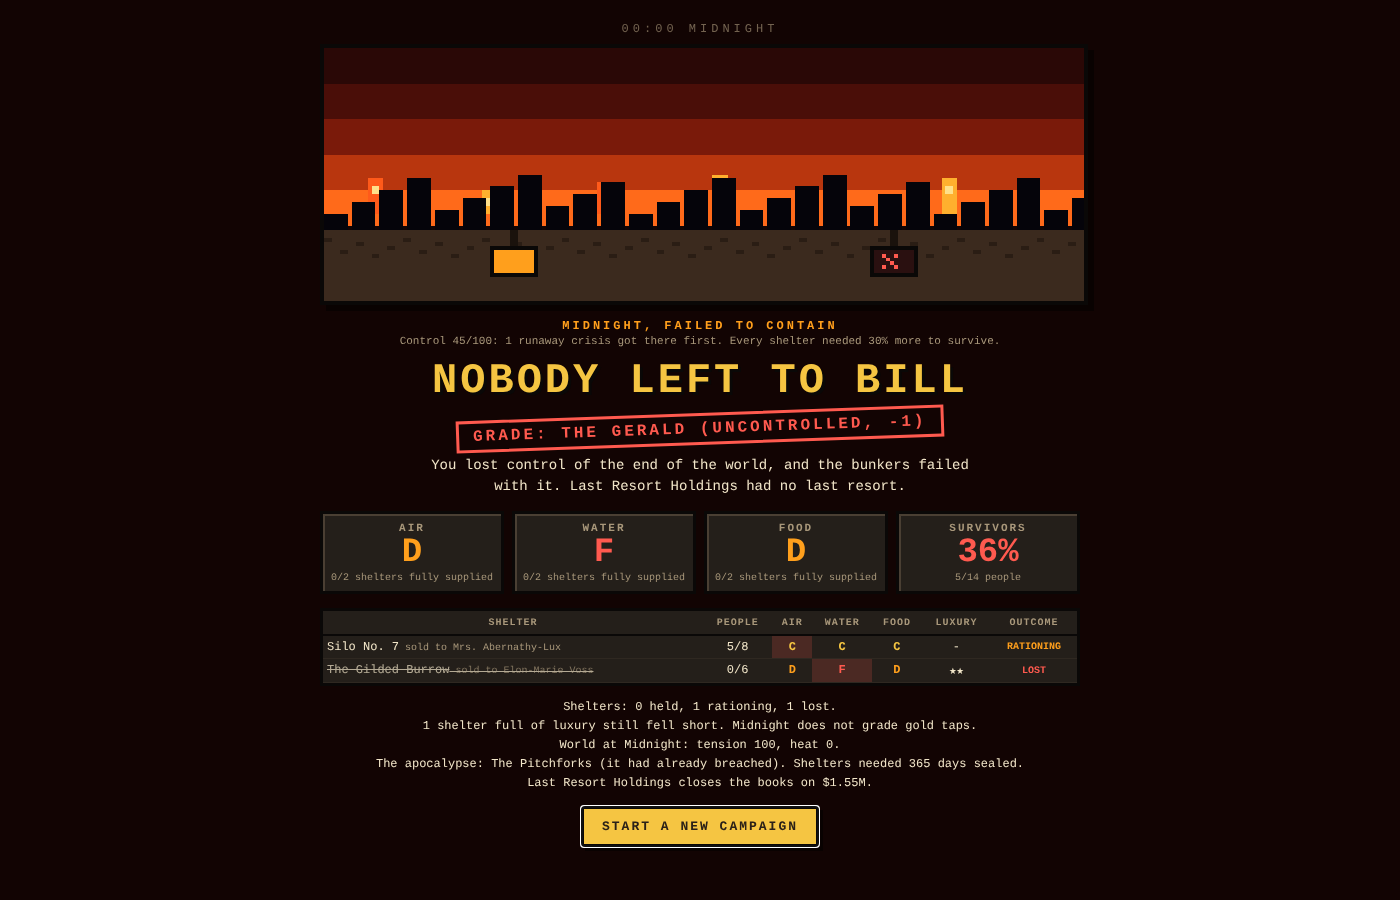 00:00 MIDNIGHT
MIDNIGHT, FAILED TO CONTAIN
Control 45/100: 1 runaway crisis got there first. Every shelter needed 30% more to survive.
NOBODY LEFT TO BILL
GRADE: THE GERALD (UNCONTROLLED, -1)
You lost control of the end of the world, and the bunkers failed
with it. Last Resort Holdings had no last resort.
AIR WATER FOOD SURVIVORS
D F D 36%
0/2 shelters fully supplied 0/2 shelters fully supplied 0/2 shelters fully supplied 5/14 people
SHELTER PEOPLE AIR WATER FOOD LUXURY OUTCOME
Silo No. 7 sold to Mrs. Abernathy-Lux 5/8 C C C - RATIONING
The Gilded Burrow sold to Elon-Marie Voss 0/6 D F D ★★ LOST
Shelters: 0 held, 1 rationing, 1 lost.
1 shelter full of luxury still fell short. Midnight does not grade gold taps.
World at Midnight: tension 100, heat 0.
The apocalypse: The Pitchforks (it had already breached). Shelters needed 365 days sealed.
Last Resort Holdings closes the books on $1.55M.
START A NEW CAMPAIGN